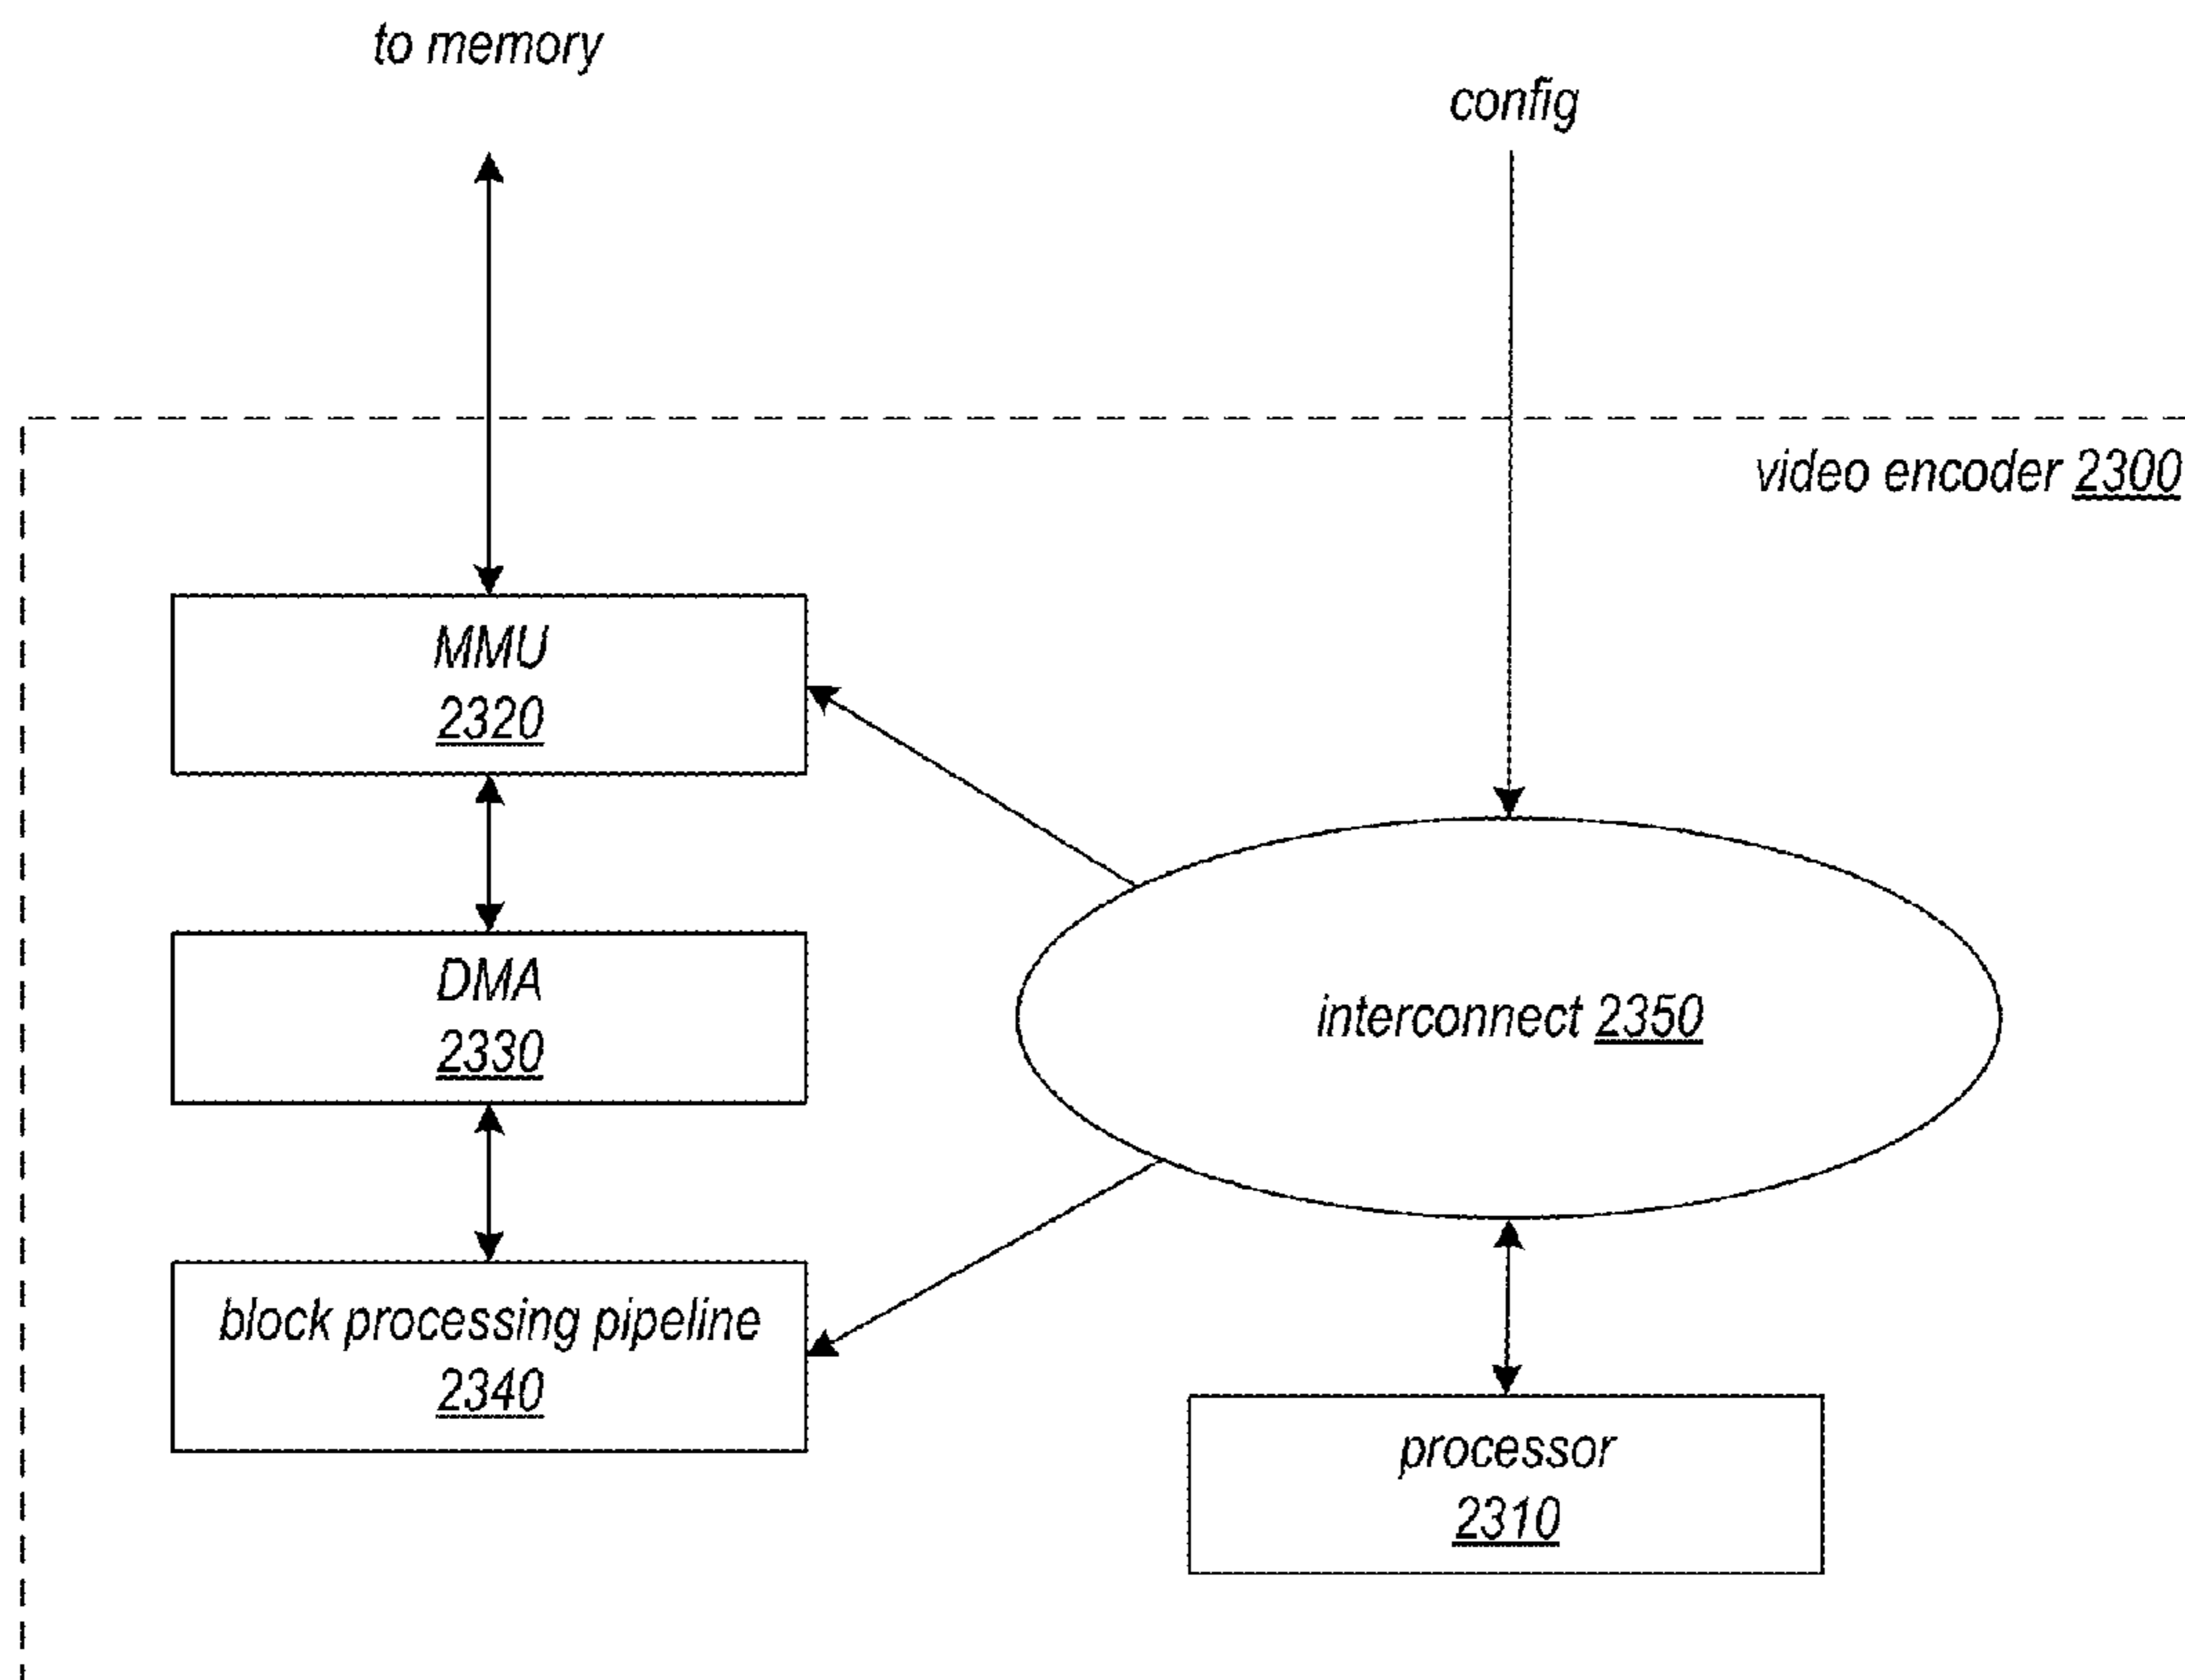 to memory
config
video encoder 2300
MMU
2320
DMA
2330
interconnect 2350
block processing pipeline
2340
processor
2310